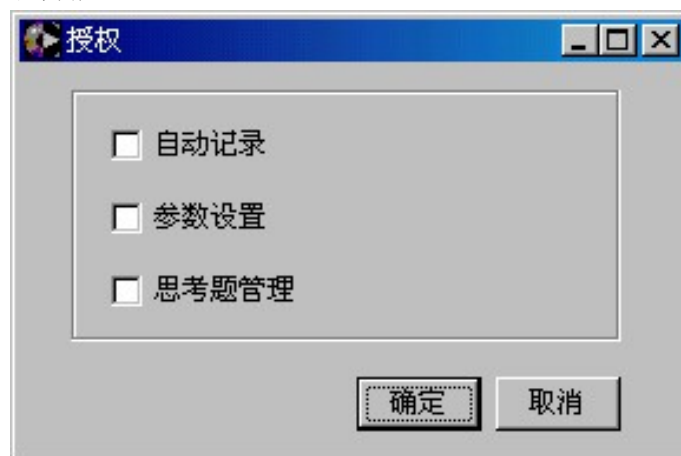 授权
自动记录
参数设置
思考题管理
确定 取消